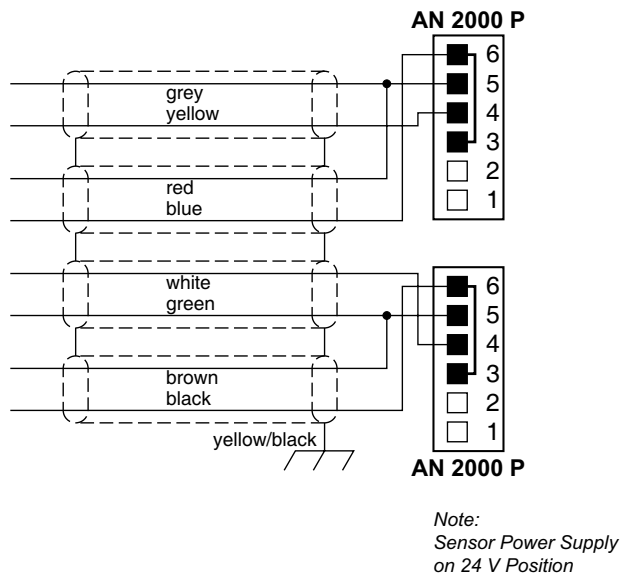 AN 2000 P
6
5
4
3
2
1
grey
yellow
red
blue
white
green
brown
black
yellow/black
6
5
4
3
2
1
AN 2000 P
Note:
Sensor Power Supply
on 24 V Position